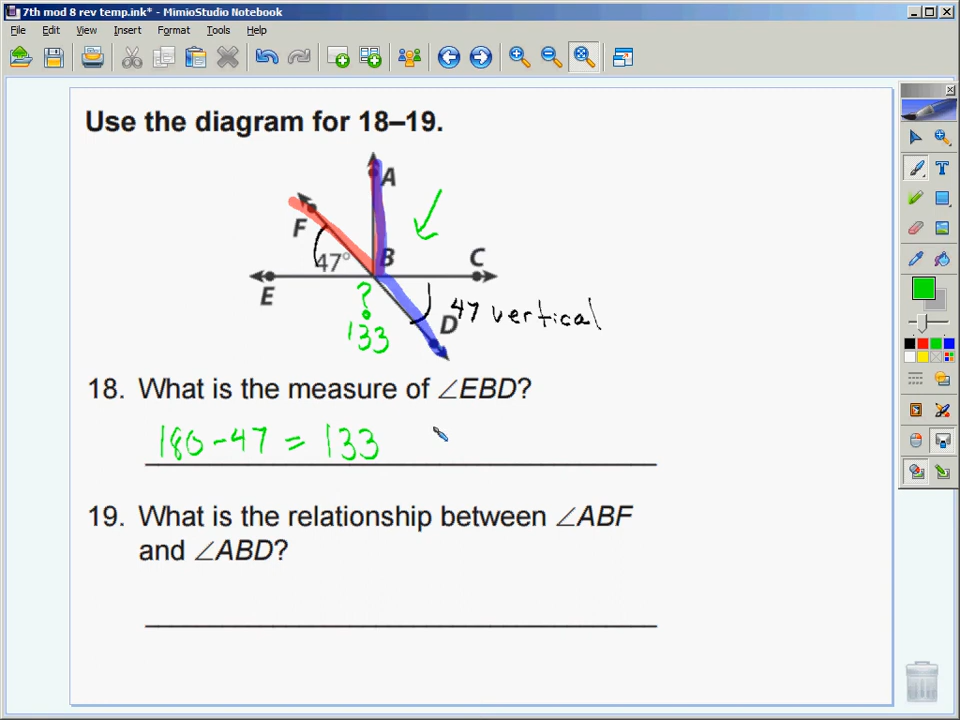 7th mod 8 rev temp.ink* - MimioStudio Notebook
File Edit View Insert Format Tools Help
Use the diagram for 18–19.
A
F
47°
B
C
E
?
47 vertical
D
133
18. What is the measure of ∠EBD?
180-47 = 133
19. What is the relationship between ∠ABF
and ∠ABD?